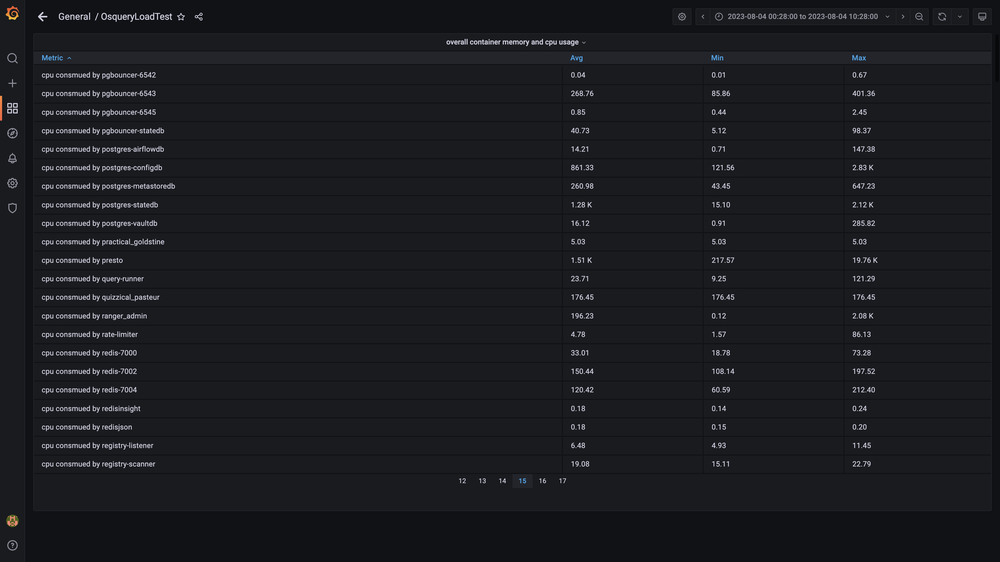 General / OsqueryLoadTest
2023-08-04 00:28:00 to 2023-08-04 10:28:00
overall container memory and cpu usage
Metric Avg Min Max
cpu consmued by pgbouncer-6542 0.04 0.01 0.67
cpu consmued by pgbouncer-6543 268.76 85.86 401.36
cpu consmued by pgbouncer-6545 0.85 0.44 2.45
cpu consmued by pgbouncer-statedb 40.73 5.12 98.37
cpu consmued by postgres-airflowdb 14.21 0.71 147.38
cpu consmued by postgres-configdb 861.33 121.56 2.83 K
cpu consmued by postgres-metastoredb 260.98 43.45 647.23
cpu consmued by postgres-statedb 1.28 K 15.10 2.12 K
cpu consmued by postgres-vaultdb 16.12 0.91 285.82
cpu consmued by practical_goldstine 5.03 5.03 5.03
cpu consmued by presto 1.51 K 217.57 19.76 K
cpu consmued by query-runner 23.71 9.25 121.29
cpu consmued by quizzical_pasteur 176.45 176.45 176.45
cpu consmued by ranger_admin 196.23 0.12 2.08 K
cpu consmued by rate-limiter 4.78 1.57 86.13
cpu consmued by redis-7000 33.01 18.78 73.28
cpu consmued by redis-7002 150.44 108.14 197.52
cpu consmued by redis-7004 120.42 60.59 212.40
cpu consmued by redisinsight 0.18 0.14 0.24
cpu consmued by redisjson 0.18 0.15 0.20
cpu consmued by registry-listener 6.48 4.93 11.45
cpu consmued by registry-scanner 19.08 15.11 22.79
12 13 14 15 16 17